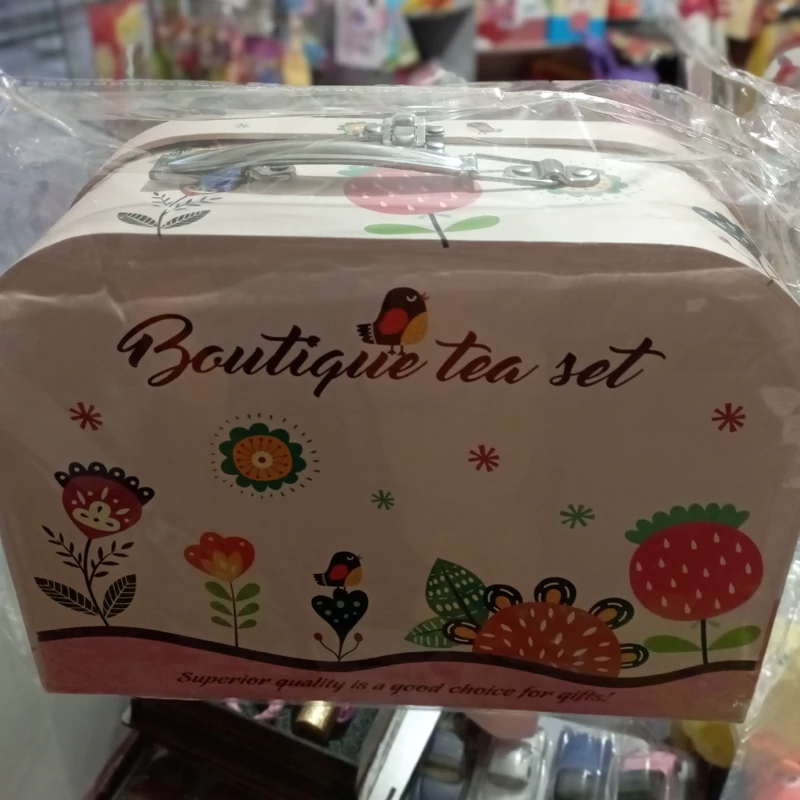 Boutique tea set
Superior quality is a good choice for gifts!